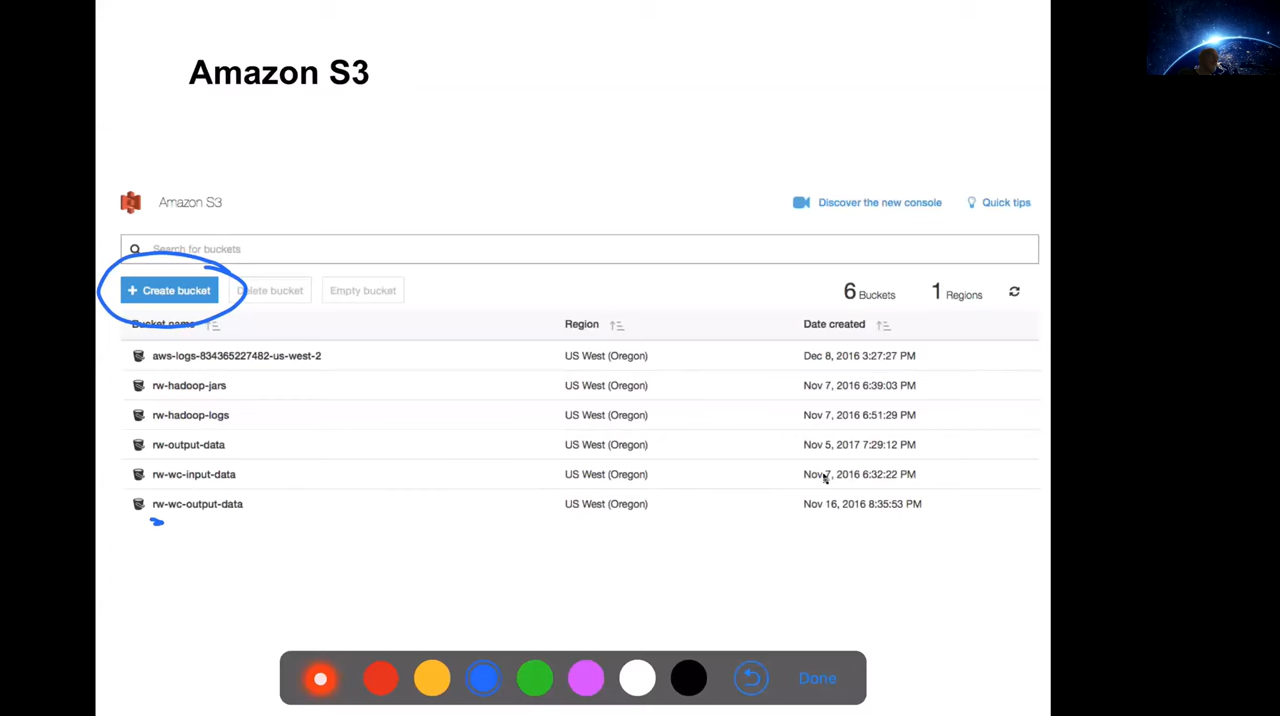 Amazon S3
Amazon S3 Discover the new console Quick tips
Search for buckets
+ Create bucket Delete bucket Empty bucket 6 Buckets 1 Regions
Bucket name Region Date created
aws-logs-834365227482-us-west-2 US West (Oregon) Dec 8, 2016 3:27:27 PM
rw-hadoop-jars US West (Oregon) Nov 7, 2016 6:39:03 PM
rw-hadoop-logs US West (Oregon) Nov 7, 2016 6:51:29 PM
rw-output-data US West (Oregon) Nov 5, 2017 7:29:12 PM
rw-wc-input-data US West (Oregon) Nov 7, 2016 6:32:22 PM
rw-wc-output-data US West (Oregon) Nov 16, 2016 8:35:53 PM
Done